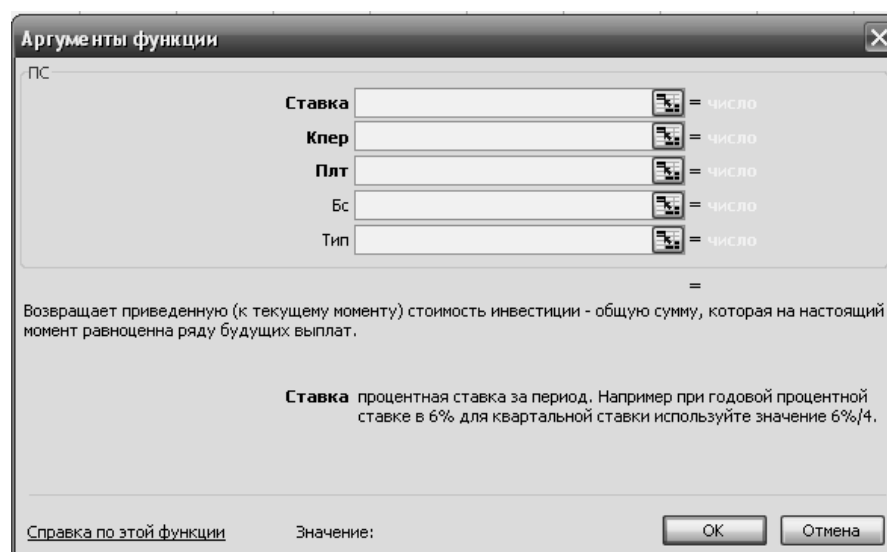 Аргументы функции
ПС
Ставка = число
Кпер = число
Плт = число
Бс = число
Тип = число
=
Возвращает приведенную (к текущему моменту) стоимость инвестиции - общую сумму, которая на настоящий
момент равноценна ряду будущих выплат.
Ставка процентная ставка за период. Например при годовой процентной
ставке в 6% для квартальной ставки используйте значение 6%/4.
Справка по этой функции Значение: OK Отмена